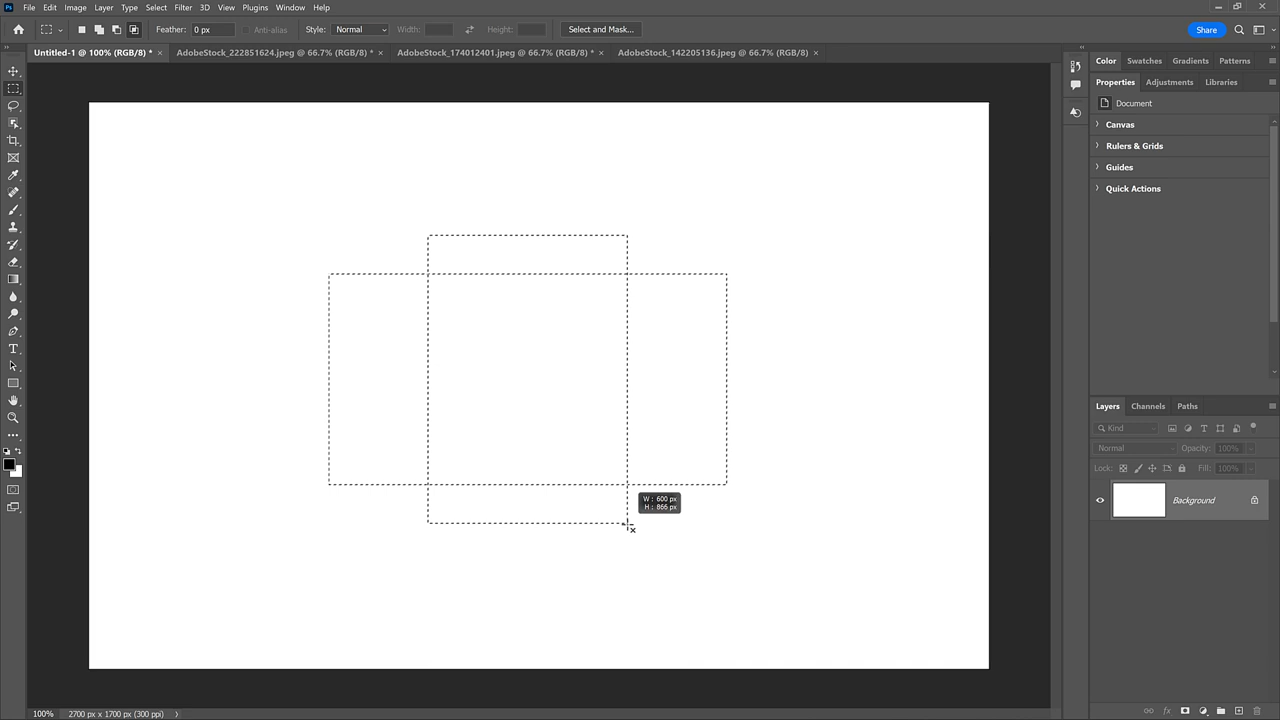 Ps File Edit Image Layer Type Select Filter 3D View Plugins Window Help
Feather: 0 px Anti-alias Style: Normal Width: Height: Select and Mask... Share
Untitled-1 @ 100% (RGB/8) * × AdobeStock_222851624.jpeg @ 66.7% (RGB/8) * × AdobeStock_174012401.jpeg @ 66.7% (RGB/8) * × AdobeStock_142205136.jpeg @ 66.7% (RGB/8) ×
Color Swatches Gradients Patterns
Properties Adjustments Libraries
Document
Canvas
Rulers & Grids
Guides
Quick Actions
W: 600 px
H: 866 px
Layers Channels Paths
Kind
Normal Opacity: 100%
Lock: Fill: 100%
Background
fx
100% 2700 px x 1700 px (300 ppi)